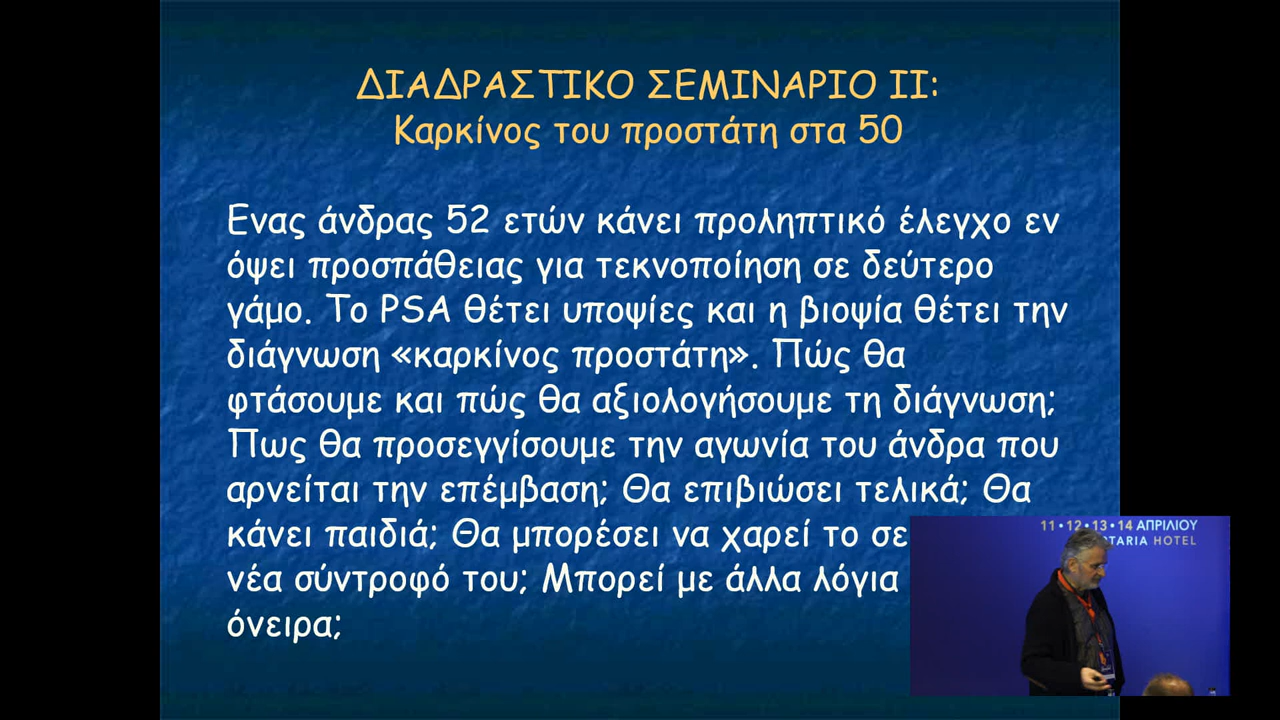 ΔΙΑΔΡΑΣΤΙΚΟ ΣΕΜΙΝΑΡΙΟ ΙΙ:
Καρκίνος του προστάτη στα 50
Ενας άνδρας 52 ετών κάνει προληπτικό έλεγχο εν
όψει προσπάθειας για τεκνοποίηση σε δεύτερο
γάμο. Το PSA θέτει υποψίες και η βιοψία θέτει την
διάγνωση «καρκίνος προστάτη». Πώς θα
φτάσουμε και πώς θα αξιολογήσουμε τη διάγνωση;
Πως θα προσεγγίσουμε την αγωνία του άνδρα που
αρνείται την επέμβαση; Θα επιβιώσει τελικά; Θα
κάνει παιδιά; Θα μπορέσει να χαρεί το σε
νέα σύντροφό του; Μπορεί με άλλα λόγια
όνειρα;
11•12•13•14 ΑΠΡΙΛΙΟΥ
HOTEL